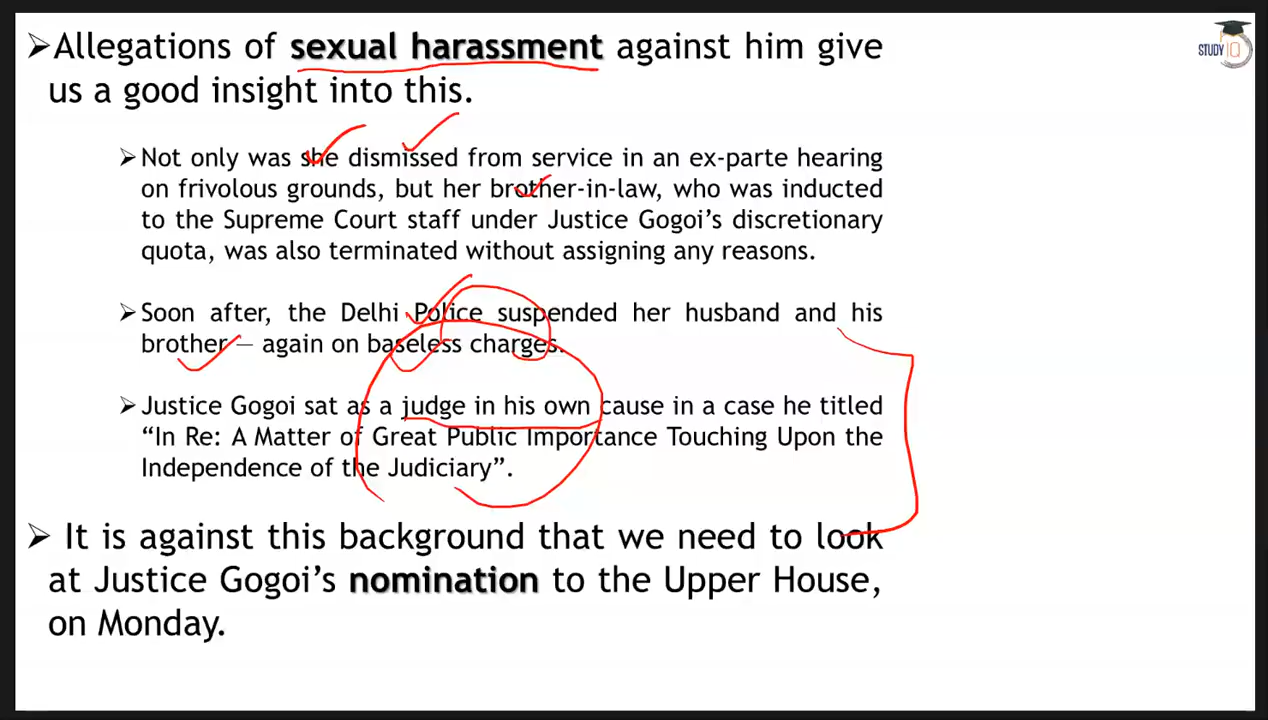 ➤Allegations of sexual harassment against him give
us a good insight into this.
STUDY IQ
➤Not only was she dismissed from service in an ex-parte hearing
on frivolous grounds, but her brother-in-law, who was inducted
to the Supreme Court staff under Justice Gogoi’s discretionary
quota, was also terminated without assigning any reasons.
➤Soon after, the Delhi Police suspended her husband and his
brother — again on baseless charges.
➤Justice Gogoi sat as a judge in his own cause in a case he titled
“In Re: A Matter of Great Public Importance Touching Upon the
Independence of the Judiciary”.
➤ It is against this background that we need to look
at Justice Gogoi’s nomination to the Upper House,
on Monday.